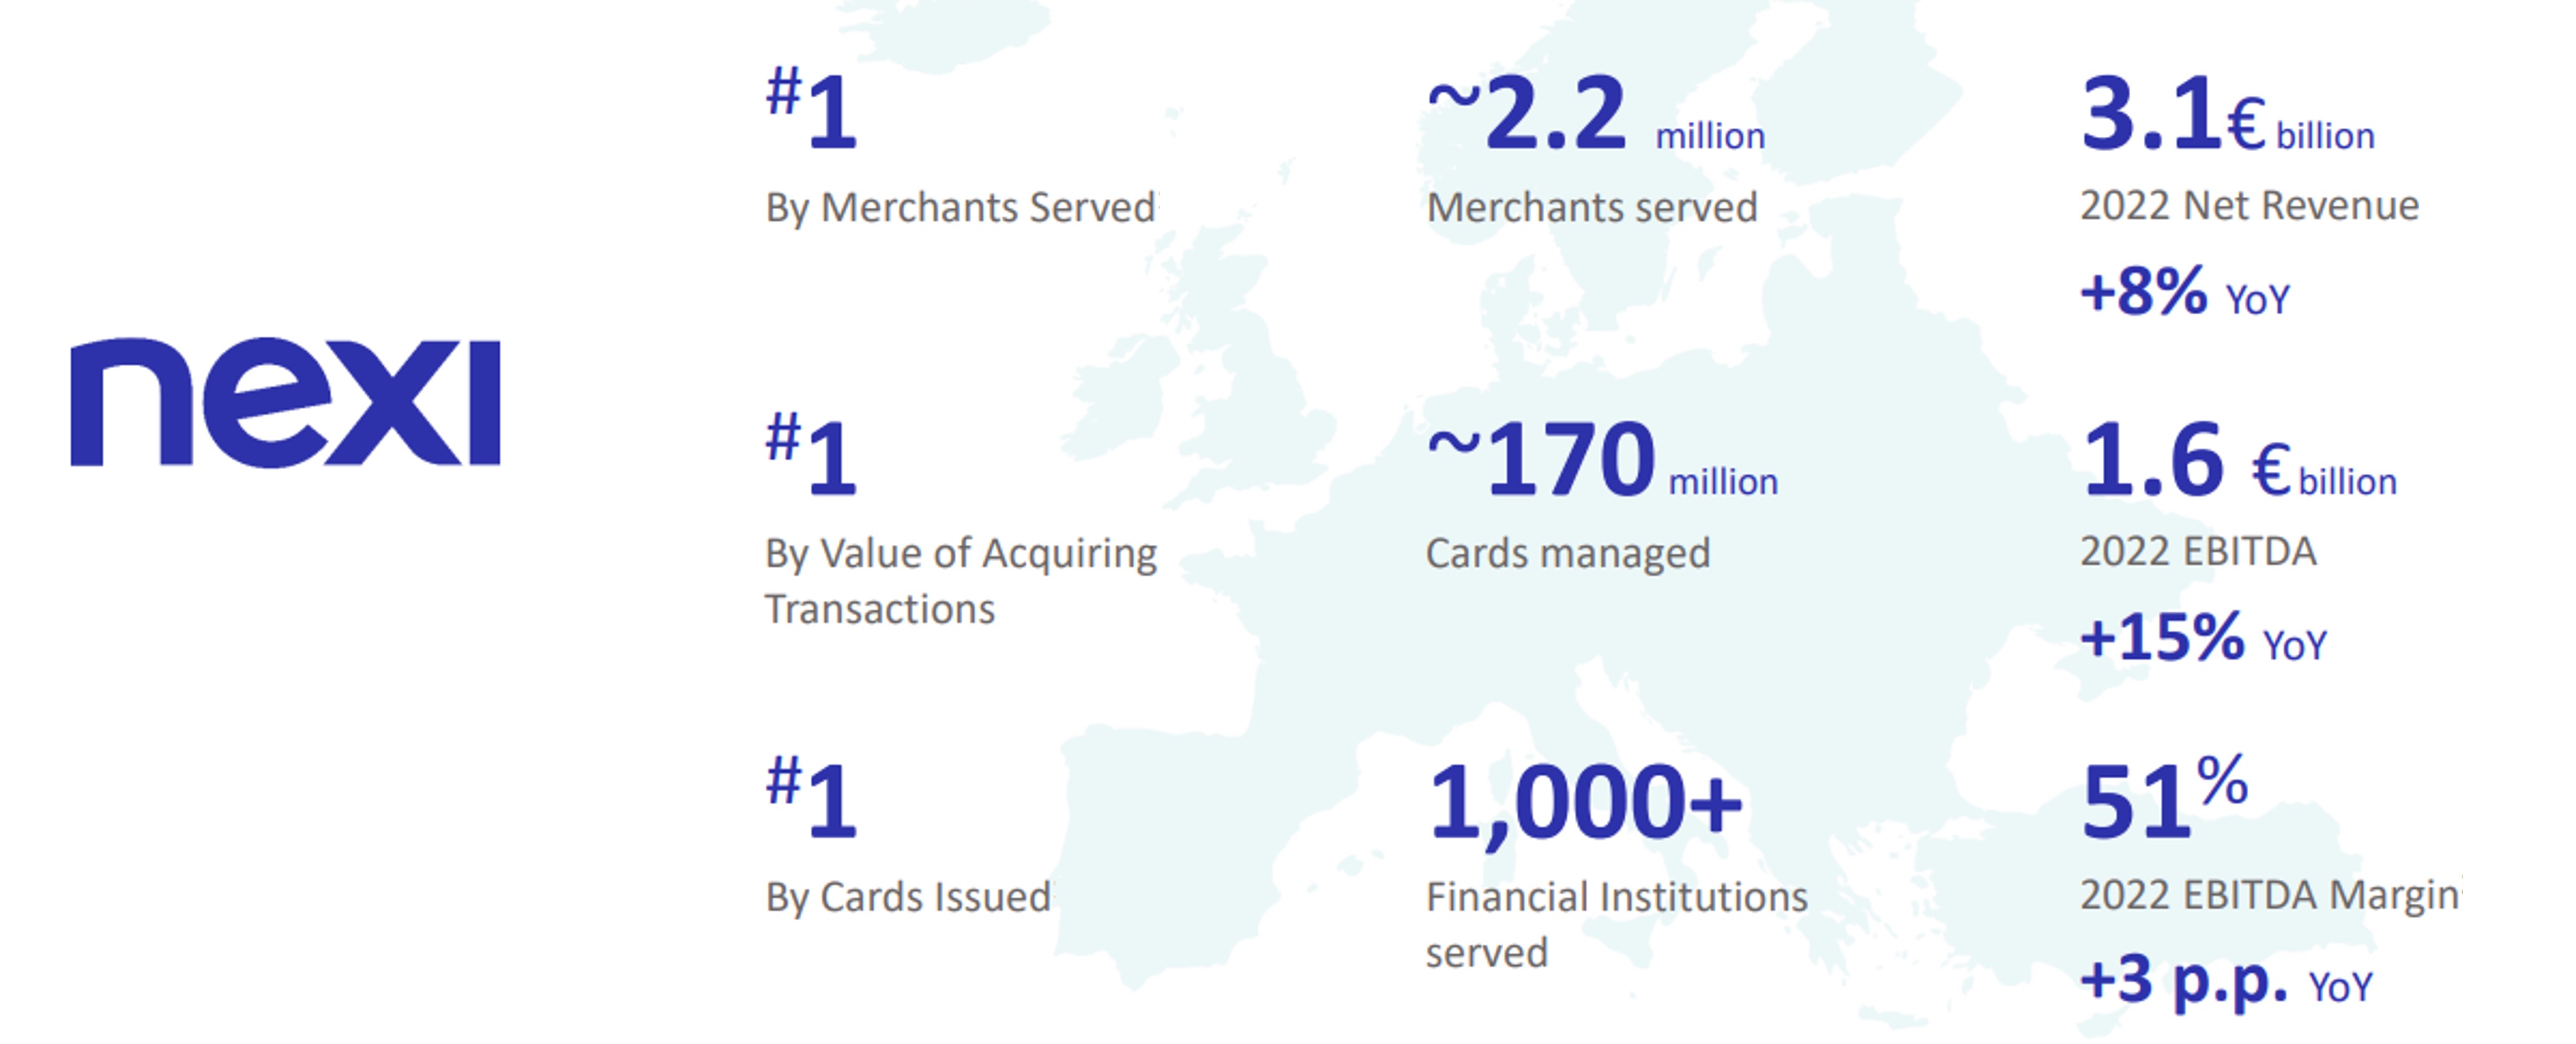 nexi
#1
By Merchants Served
#1
By Value of Acquiring
Transactions
#1
By Cards Issued
~2.2 million
Merchants served
~170 million
Cards managed
1,000+
Financial Institutions
served
3.1€ billion
2022 Net Revenue
+8% YoY
1.6 € billion
2022 EBITDA
+15% YoY
51%
2022 EBITDA Margin
+3 p.p. YoY